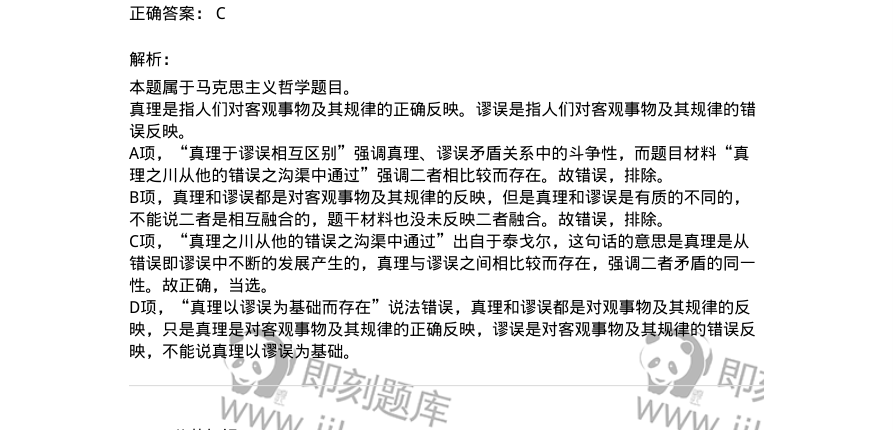 正确答案： C
解析：
本题属于马克思主义哲学题目。
真理是指人们对客观事物及其规律的正确反映。谬误是指人们对客观事物及其规律的错
误反映。
A项，“真理于谬误相互区别”强调真理、谬误矛盾关系中的斗争性，而题目材料“真
理之川从他的错误之沟渠中通过”强调二者相比较而存在。故错误，排除。
B项，真理和谬误都是对客观事物及其规律的反映，但是真理和谬误是有质的不同的，
不能说二者是相互融合的，题干材料也没未反映二者融合。故错误，排除。
C项，“真理之川从他的错误之沟渠中通过”出自于泰戈尔，这句话的意思是真理是从
错误即谬误中不断的发展产生的，真理与谬误之间相比较而存在，强调二者矛盾的同一
性。故正确，当选。
D项，“真理以谬误为基础而存在”说法错误，真理和谬误都是对观事物及其规律的反
映，只是真理是对客观事物及其规律的正确反映，谬误是对客观事物及其规律的错误反
映，不能说真理以谬误为基础。
即刻题库
即刻